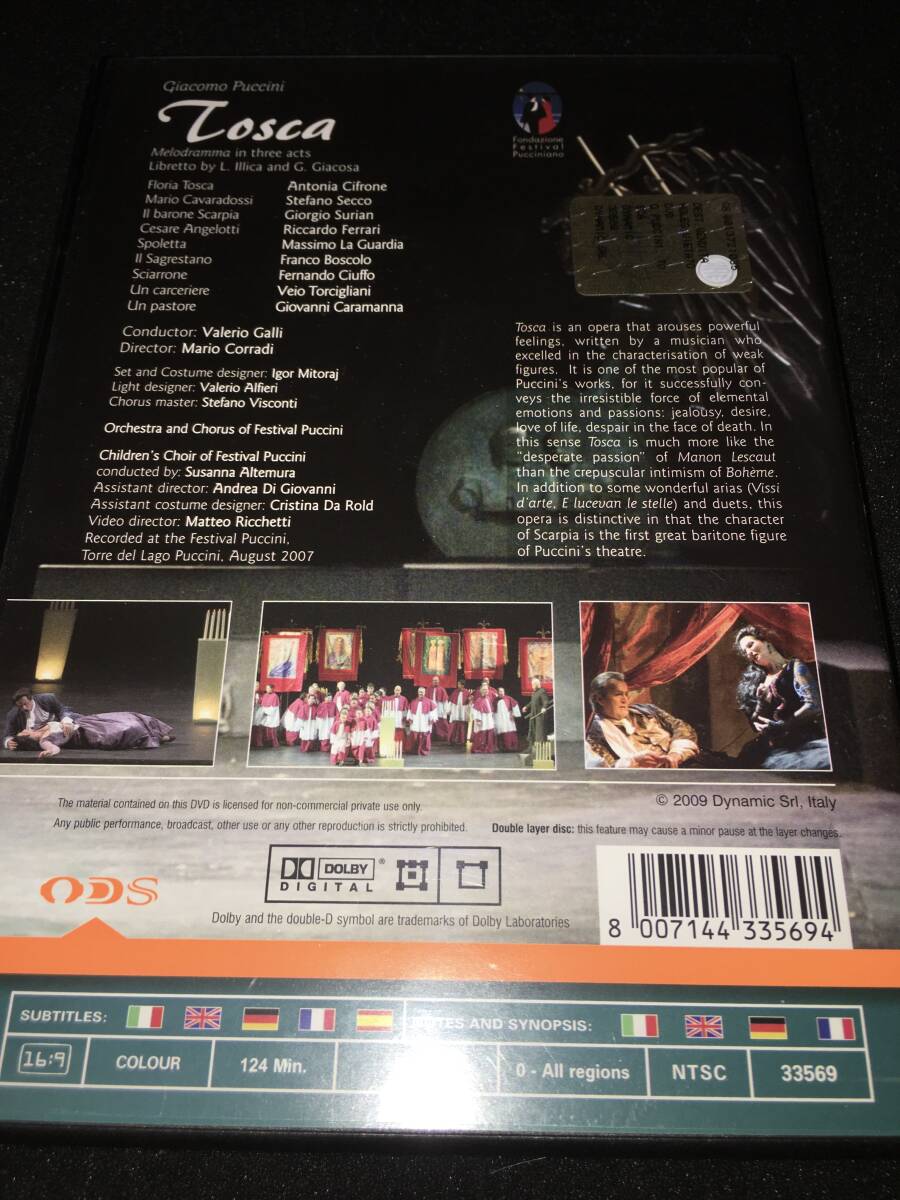 Giacomo Puccini
Tosca
Melodramma in three acts
Libretto by L. Illica and G. Giacosa
Floria Tosca Antonia Cifrone
Mario Cavaradossi Stefano Secco
Il barone Scarpia Giorgio Surian
Cesare Angelotti Riccardo Ferrari
Spoletta Massimo La Guardia
Il Sagrestano Franco Boscolo
Sciarrone Fernando Ciuffo
Un carceriere Veio Torcigliani
Un pastore Giovanni Caramanna
Conductor: Valerio Galli
Director: Mario Corradi
Set and Costume designer: Igor Mitoraj
Light designer: Valerio Alfieri
Chorus master: Stefano Visconti
Orchestra and Chorus of Festival Puccini
Children's Choir of Festival Puccini
conducted by: Susanna Altemura
Assistant director: Andrea Di Giovanni
Assistant costume designer: Cristina Da Rold
Video director: Matteo Ricchetti
Recorded at the Festival Puccini,
Torre del Lago Puccini, August 2007
Fondazione
Festival
Pucciniano
Tosca is an opera that arouses powerful
feelings, written by a musician who
excelled in the characterisation of weak
figures. It is one of the most popular of
Puccini's works, for it successfully con-
veys the irresistible force of elemental
emotions and passions: jealousy, desire,
love of life, despair in the face of death. In
this sense Tosca is much more like the
"desperate passion" of Manon Lescaut
than the crepuscular intimism of Bohème.
In addition to some wonderful arias (Vissi
d'arte, E lucevan le stelle) and duets, this
opera is distinctive in that the character
of Scarpia is the first great baritone figure
of Puccini's theatre.
The material contained on this DVD is licensed for non-commercial private use only.
© 2009 Dynamic Srl, Italy
Any public performance, broadcast, other use or any other reproduction is strictly prohibited.
Double layer disc: this feature may cause a minor pause at the layer changes.
ODS
DOLBY ®
DIGITAL
Dolby and the double-D symbol are trademarks of Dolby Laboratories
8 007144 335694
SUBTITLES:
NOTES AND SYNOPSIS:
16:9 COLOUR 124 Min. 0 - All regions NTSC 33569